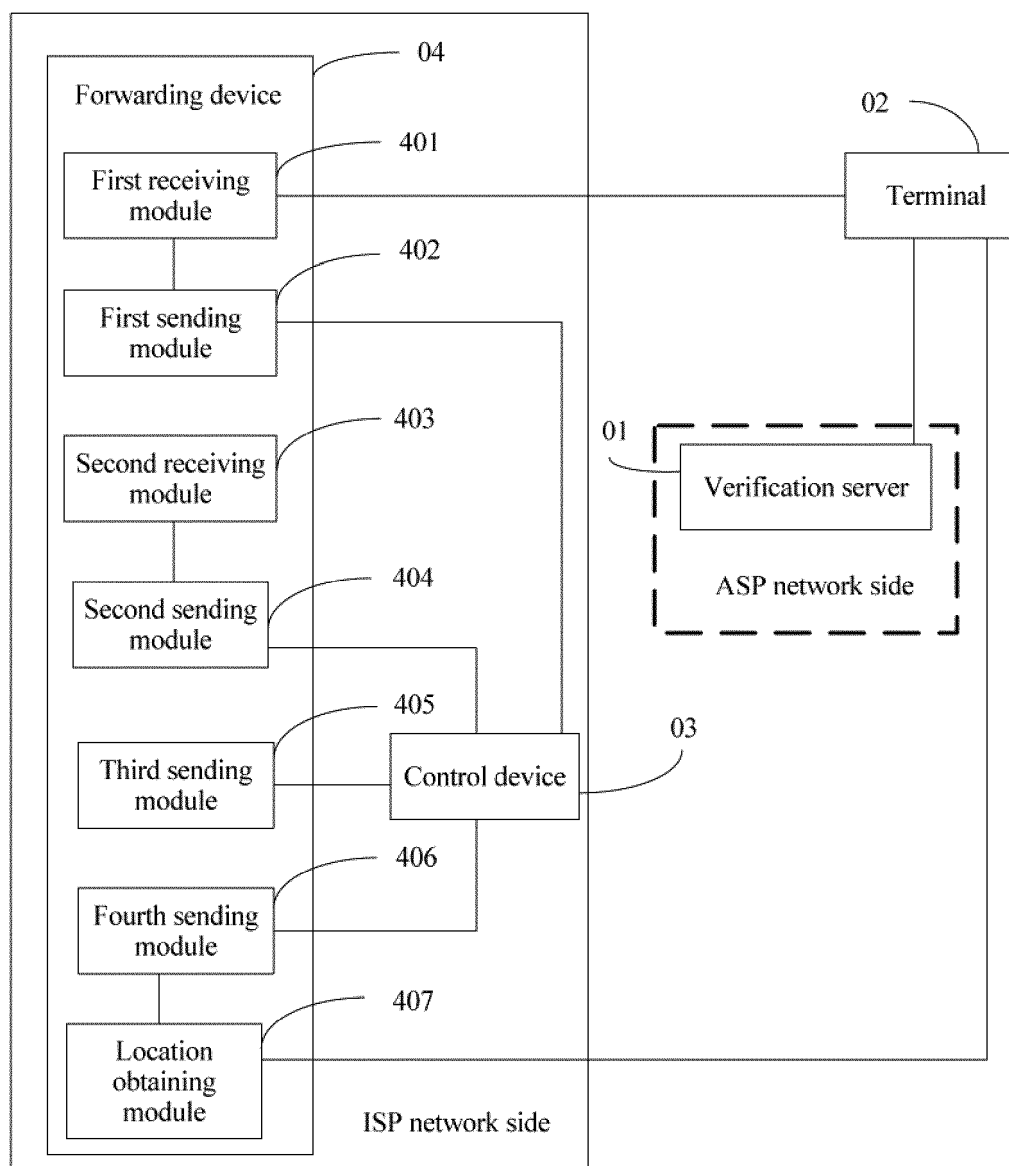 04
Forwarding device
02
401
First receiving
module
Terminal
402
First sending
module
403
01
Second receiving
module
Verification server
404
ASP network side
Second sending
module
405
03
Third sending
module
Control device
406
Fourth sending
module
407
Location
obtaining
module
ISP network side